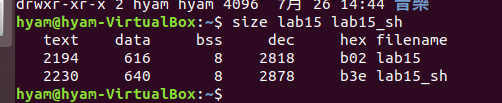 drwxr-xr-x 2 hyam hyam 4096  7月 26 14:44 音樂
hyam@hyam-VirtualBox:~$ size lab15 lab15_sh
   text    data     bss     dec     hex filename
   2194     616       8    2818     b02 lab15
   2230     640       8    2878     b3e lab15_sh
hyam@hyam-VirtualBox:~$